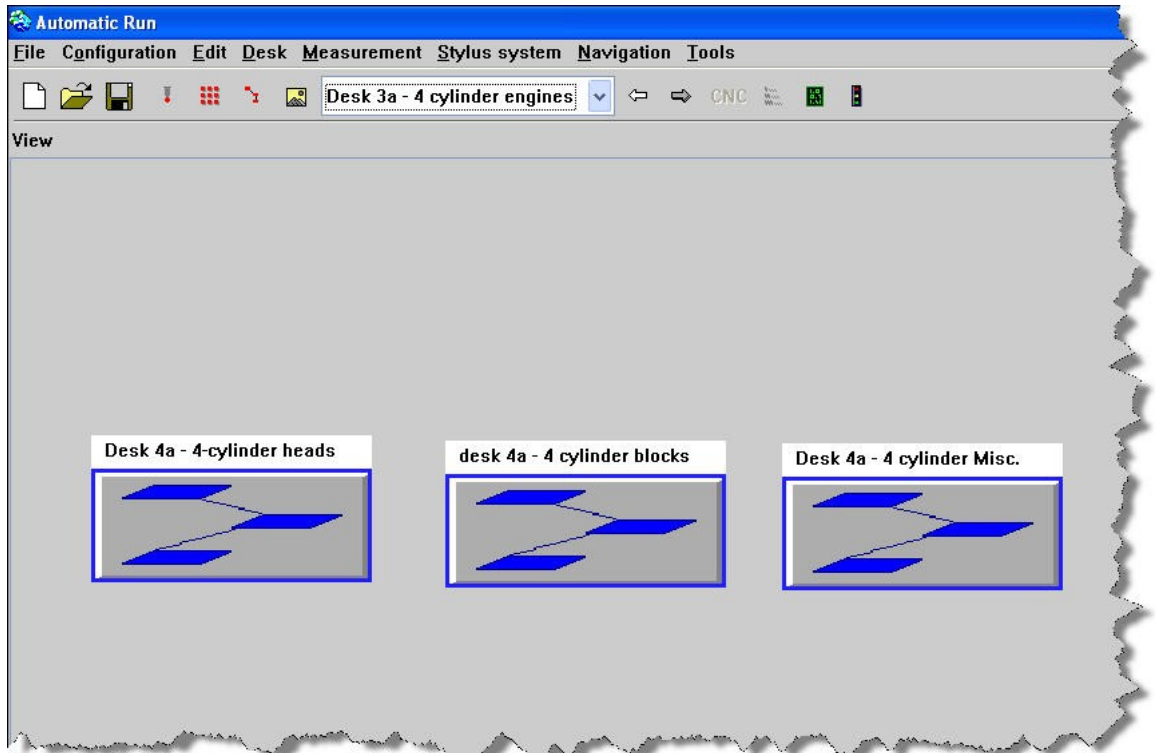 Automatic Run
File Configuration Edit Desk Measurement Stylus system Navigation Tools
Desk 3a - 4 cylinder engines CNC
View
Desk 4a - 4-cylinder heads
desk 4a - 4 cylinder blocks
Desk 4a - 4 cylinder Misc.